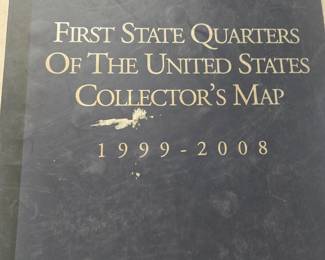 First State Quarters
Of The United States
Collector's Map
1999-2008